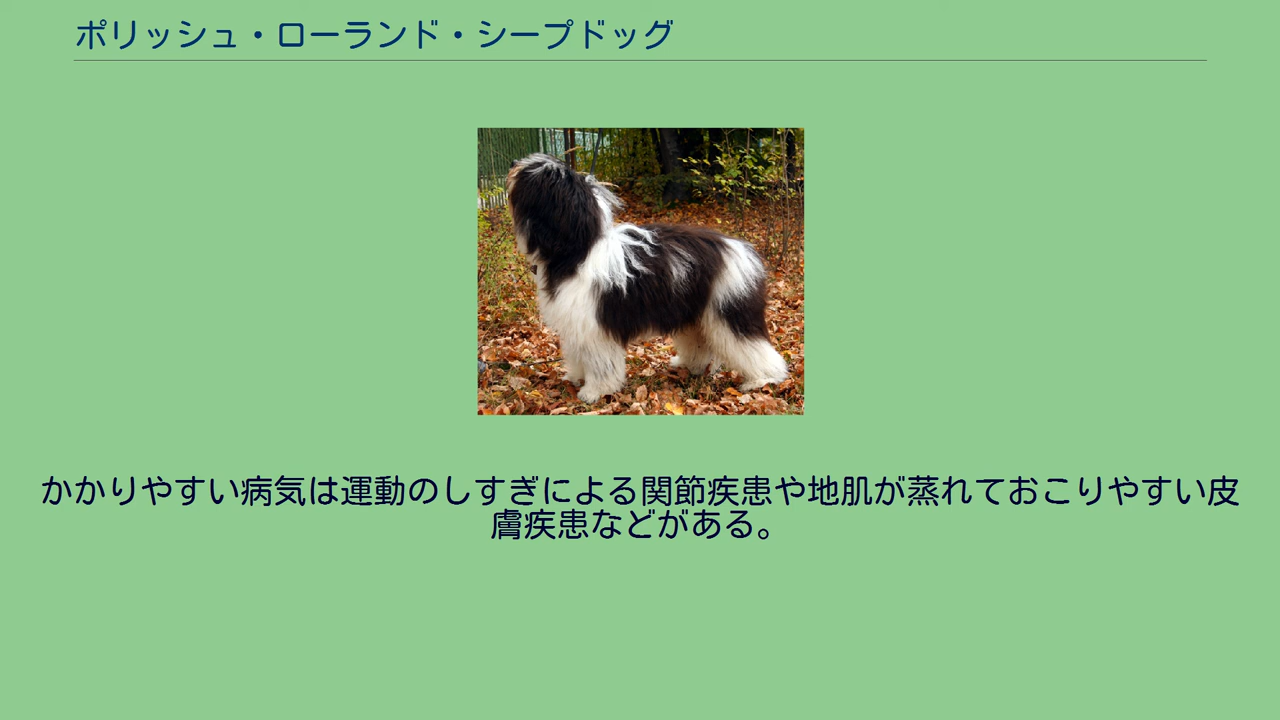 ポリッシュ・ローランド・シープドッグ
かかりやすい病気は運動のしすぎによる関節疾患や地肌が蒸れておこりやすい皮
膚疾患などがある。